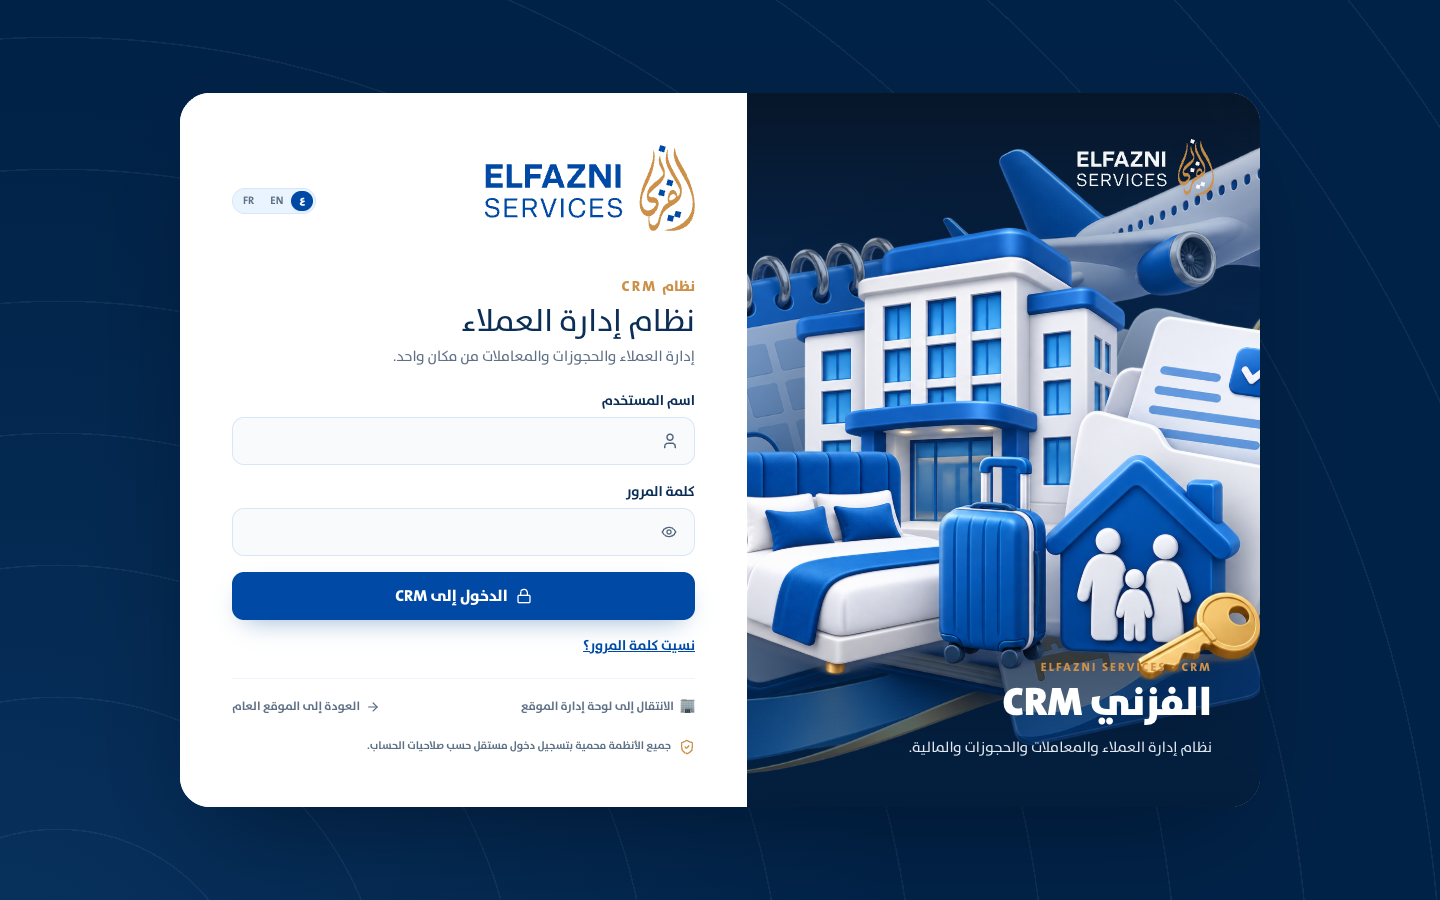 ELFAZNI
SERVICES
الفزني
ELFAZNI
SERVICES
الفزني
ع
EN
FR
نظام CRM
نظام إدارة العملاء
إدارة العملاء والحجوزات والمعاملات من مكان واحد.
اسم المستخدم
كلمة المرور
الدخول إلى CRM
نسيت كلمة المرور؟
الانتقال إلى لوحة إدارة الموقع
العودة إلى الموقع العام
جميع الأنظمة محمية بتسجيل دخول مستقل حسب صلاحيات الحساب.
ELFAZNI SERVICES CRM
الفزني CRM
نظام إدارة العملاء والمعاملات والحجوزات والمالية.